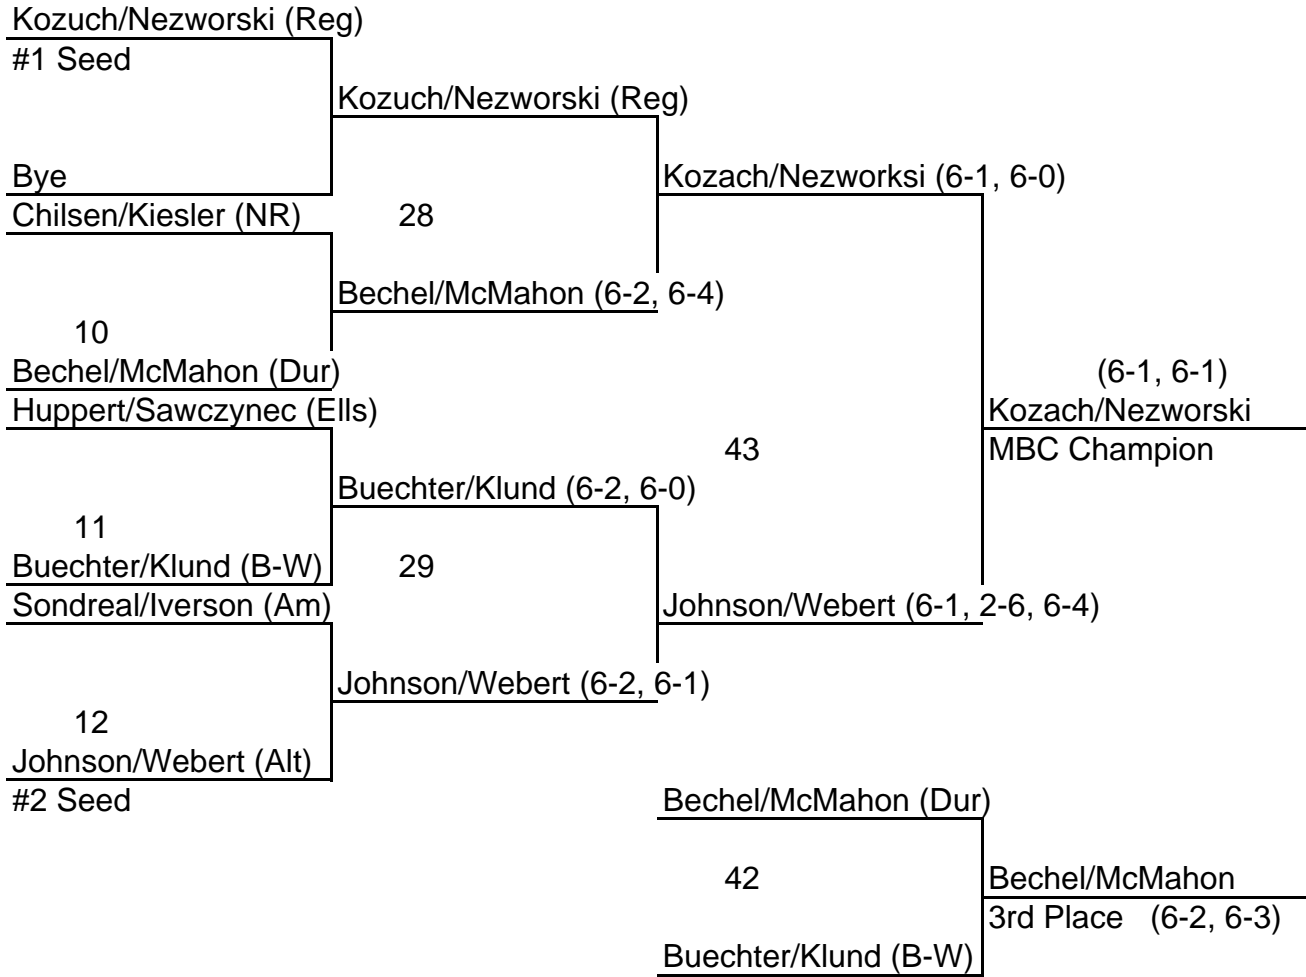 Kozuch/Nezworski (Reg)
#1 Seed
Kozuch/Nezworski (Reg)
Bye
Kozach/Nezworksi (6-1, 6-0)
Chilsen/Kiesler (NR)
28
Bechel/McMahon (6-2, 6-4)
10
Bechel/McMahon (Dur)
(6-1, 6-1)
Huppert/Sawczynec (Ells)
Kozach/Nezworski
43
MBC Champion
Buechter/Klund (6-2, 6-0)
11
Buechter/Klund (B-W)
29
Sondreal/Iverson (Am)
Johnson/Webert (6-1, 2-6, 6-4)
Johnson/Webert (6-2, 6-1)
12
Johnson/Webert (Alt)
#2 Seed
Bechel/McMahon (Dur)
42
Bechel/McMahon
3rd Place (6-2, 6-3)
Buechter/Klund (B-W)